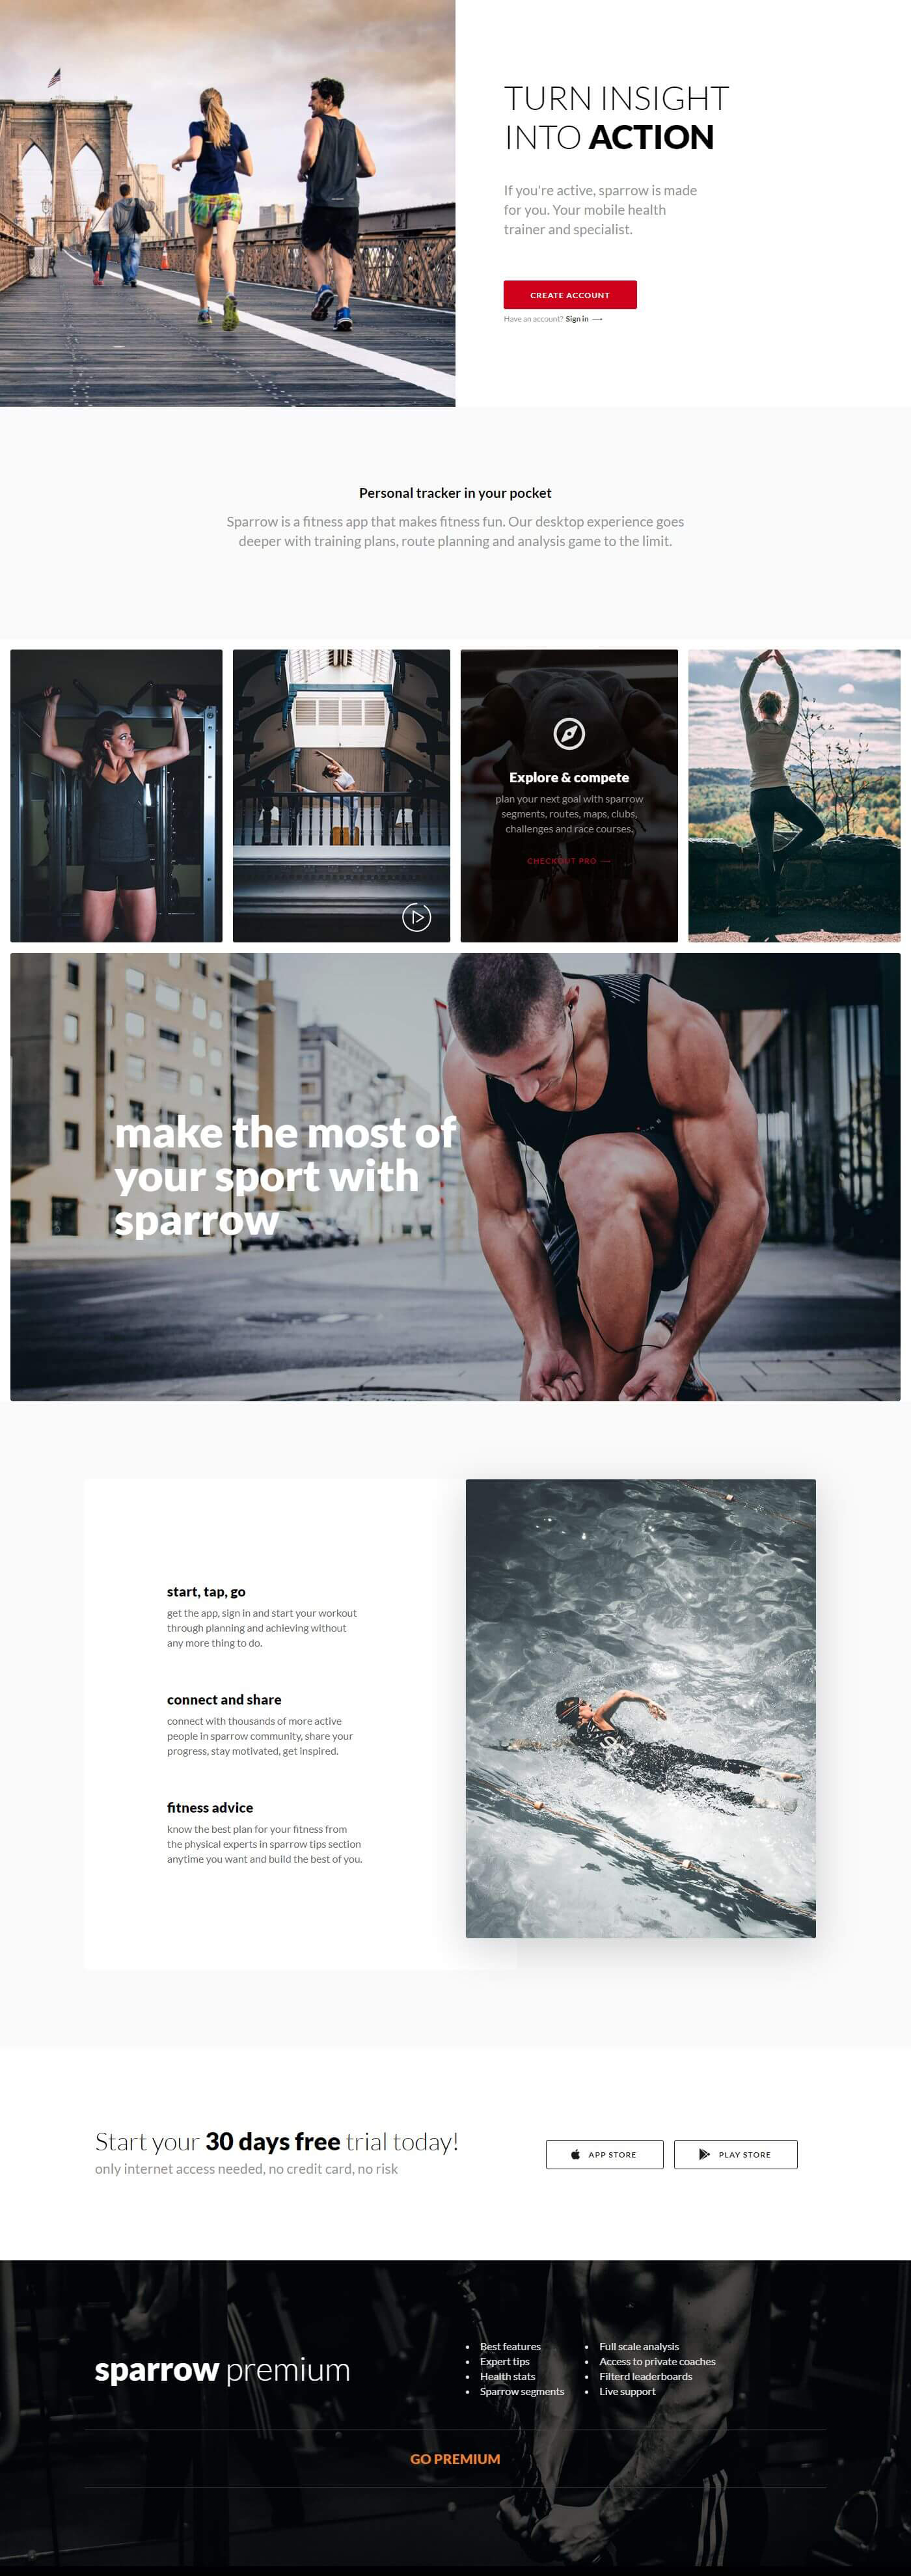 TURN INSIGHT
INTO ACTION
If you're active, sparrow is made
for you. Your mobile health
trainer and specialist.
CREATE ACCOUNT
Have an account? Sign in ⟶
Personal tracker in your pocket
Sparrow is a fitness app that makes fitness fun. Our desktop experience goes
deeper with training plans, route planning and analysis game to the limit.
Explore & compete
plan your next goal with sparrow
segments, routes, maps, clubs,
challenges and race courses.
CHECKOUT PRO ⟶
make the most of
your sport with
sparrow
start, tap, go
get the app, sign in and start your workout
through planning and achieving without
any more thing to do.
connect and share
connect with thousands of more active
people in sparrow community, share your
progress, stay motivated, get inspired.
fitness advice
know the best plan for your fitness from
the physical experts in sparrow tips section
anytime you want and build the best of you.
Start your 30 days free trial today!
only internet access needed, no credit card, no risk
APP STORE
PLAY STORE
sparrow premium
Best features
Expert tips
Health stats
Sparrow segments
Full scale analysis
Access to private coaches
Filterd leaderboards
Live support
GO PREMIUM